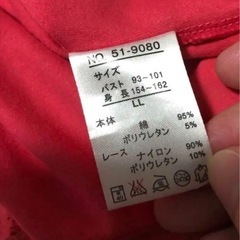 NO. 51-9080
サイズ
バスト 93-101
身長 154-162
LL
本体 綿 95%
ポリウレタン 5%
レース ナイロン 90%
ポリウレタン 10%